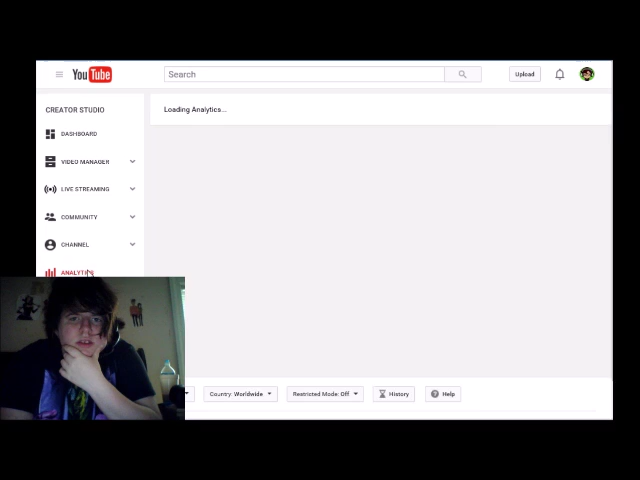 YouTube
Search
Upload
CREATOR STUDIO
Loading Analytics...
DASHBOARD
VIDEO MANAGER
LIVE STREAMING
COMMUNITY
CHANNEL
ANALYTICS
Country: Worldwide
Restricted Mode: Off
History
Help